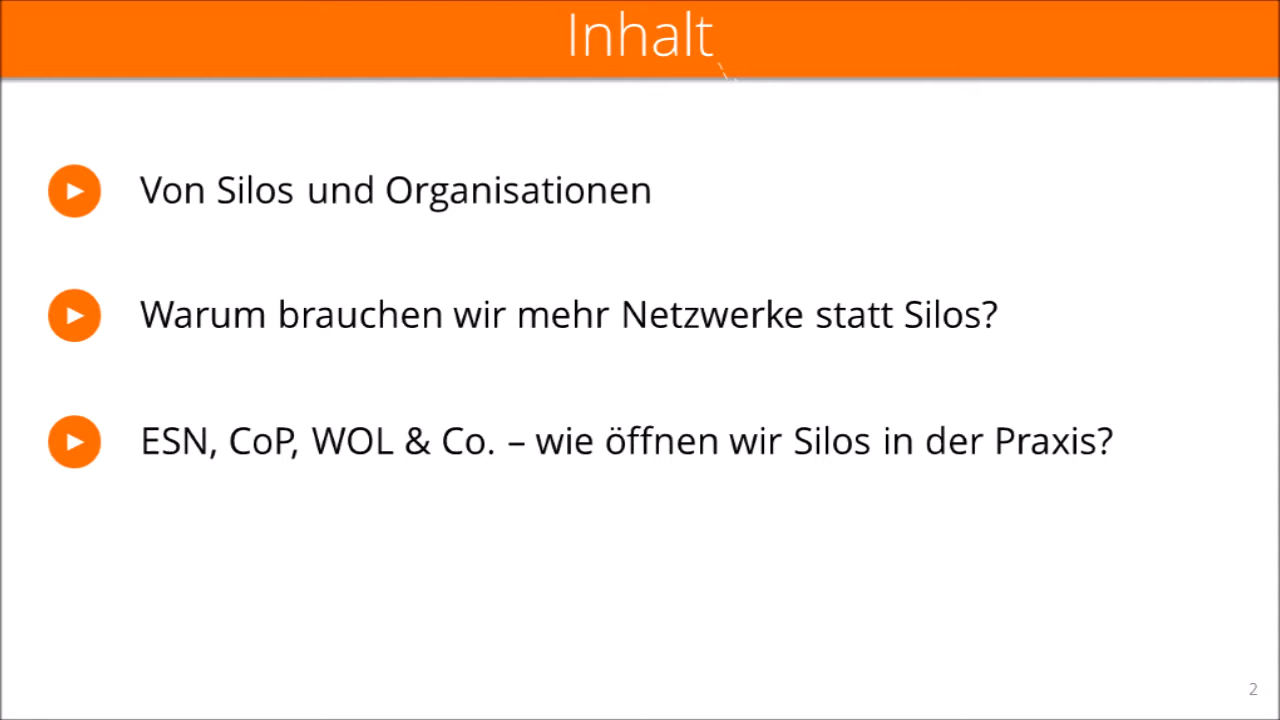 Inhalt
Von Silos und Organisationen
Warum brauchen wir mehr Netzwerke statt Silos?
ESN, CoP, WOL & Co. – wie öffnen wir Silos in der Praxis?
2